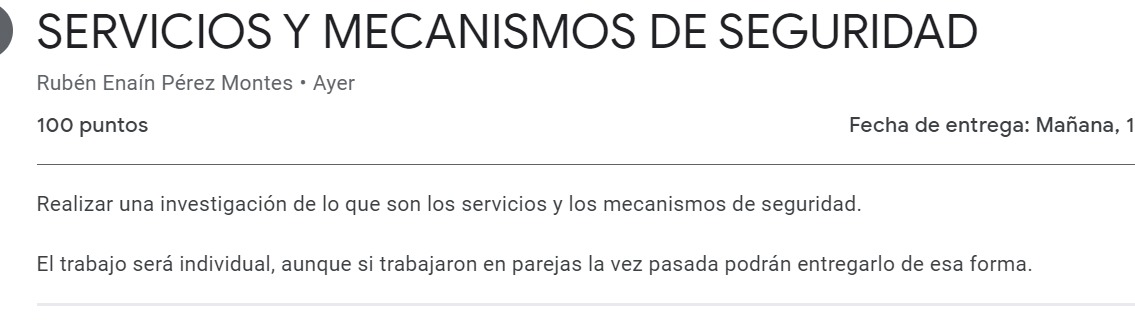 SERVICIOS Y MECANISMOS DE SEGURIDAD
Rubén Enaín Pérez Montes • Ayer
100 puntos
Fecha de entrega: Mañana, 1
Realizar una investigación de lo que son los servicios y los mecanismos de seguridad.
El trabajo será individual, aunque si trabajaron en parejas la vez pasada podrán entregarlo de esa forma.